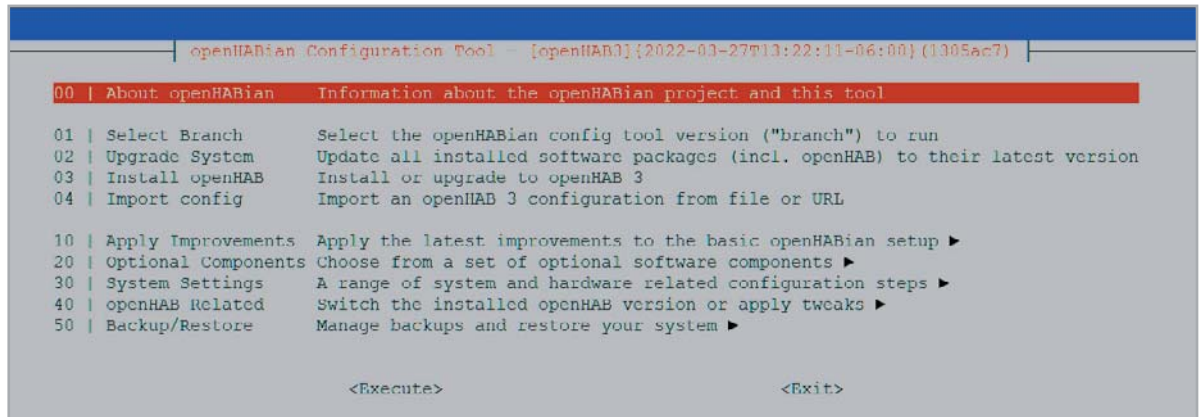 openHABian Configuration Tool — [openHAB3]{2022-03-27T13:22:11-06:00}(1305ac7)
00 | About openHABian Information about the openHABian project and this tool
01 | Select Branch Select the openHABian config tool version ("branch") to run
02 | Upgrade System Update all installed software packages (incl. openHAB) to their latest version
03 | Install openHAB Install or upgrade to openHAB 3
04 | Import config Import an openHAB 3 configuration from file or URL
10 | Apply Improvements Apply the latest improvements to the basic openHABian setup ►
20 | Optional Components Choose from a set of optional software components ►
30 | System Settings A range of system and hardware related configuration steps ►
40 | openHAB Related Switch the installed openHAB version or apply tweaks ►
50 | Backup/Restore Manage backups and restore your system ►
<Execute> <Exit>